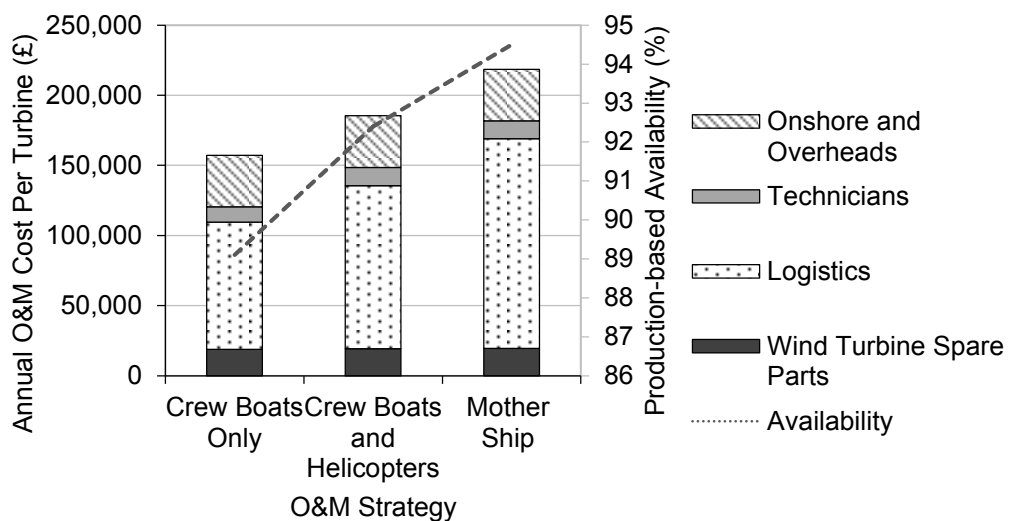 Annual O&M Cost Per Turbine (£)
250,000
200,000
150,000
100,000
50,000
0
Crew Boats
Only
Crew Boats
and
Helicopters
Mother
Ship
O&M Strategy
95
94
93
92
91
90
89
88
87
86
Production-based Availability (%)
Onshore and
Overheads
Technicians
Logistics
Wind Turbine Spare
Parts
Availability